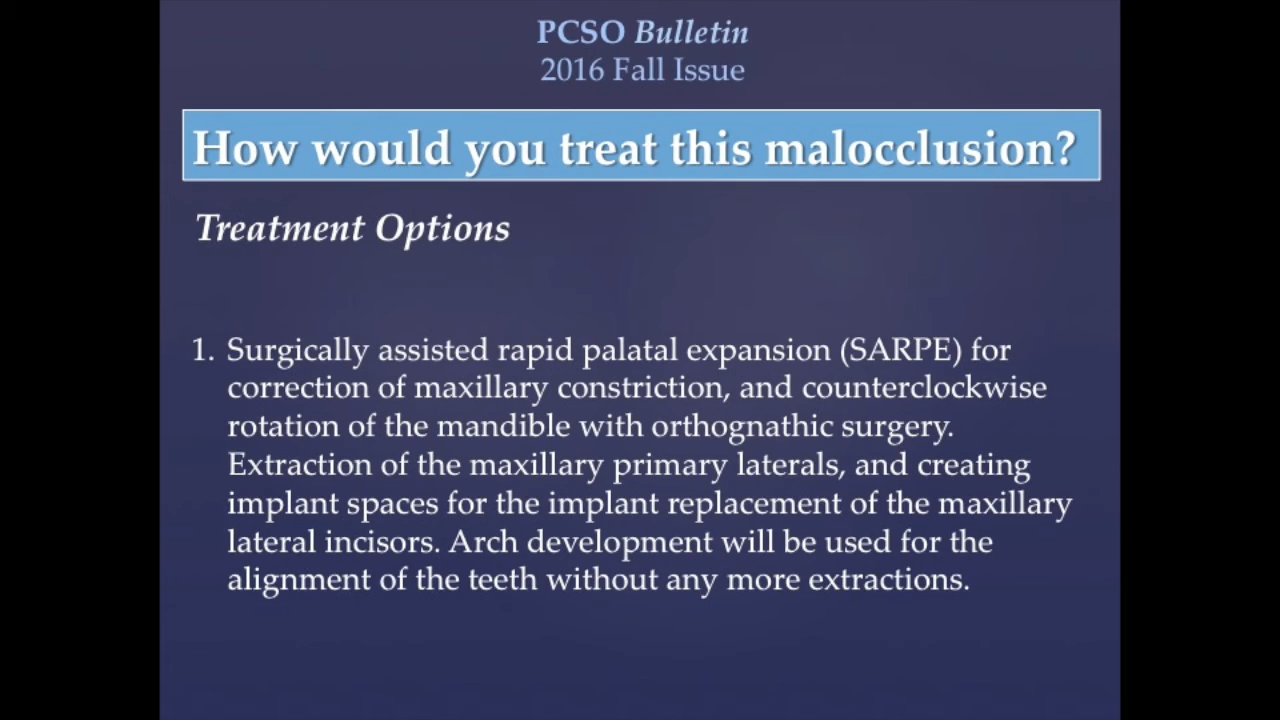 PCSO Bulletin
2016 Fall Issue
How would you treat this malocclusion?
Treatment Options
1. Surgically assisted rapid palatal expansion (SARPE) for
correction of maxillary constriction, and counterclockwise
rotation of the mandible with orthognathic surgery.
Extraction of the maxillary primary laterals, and creating
implant spaces for the implant replacement of the maxillary
lateral incisors. Arch development will be used for the
alignment of the teeth without any more extractions.